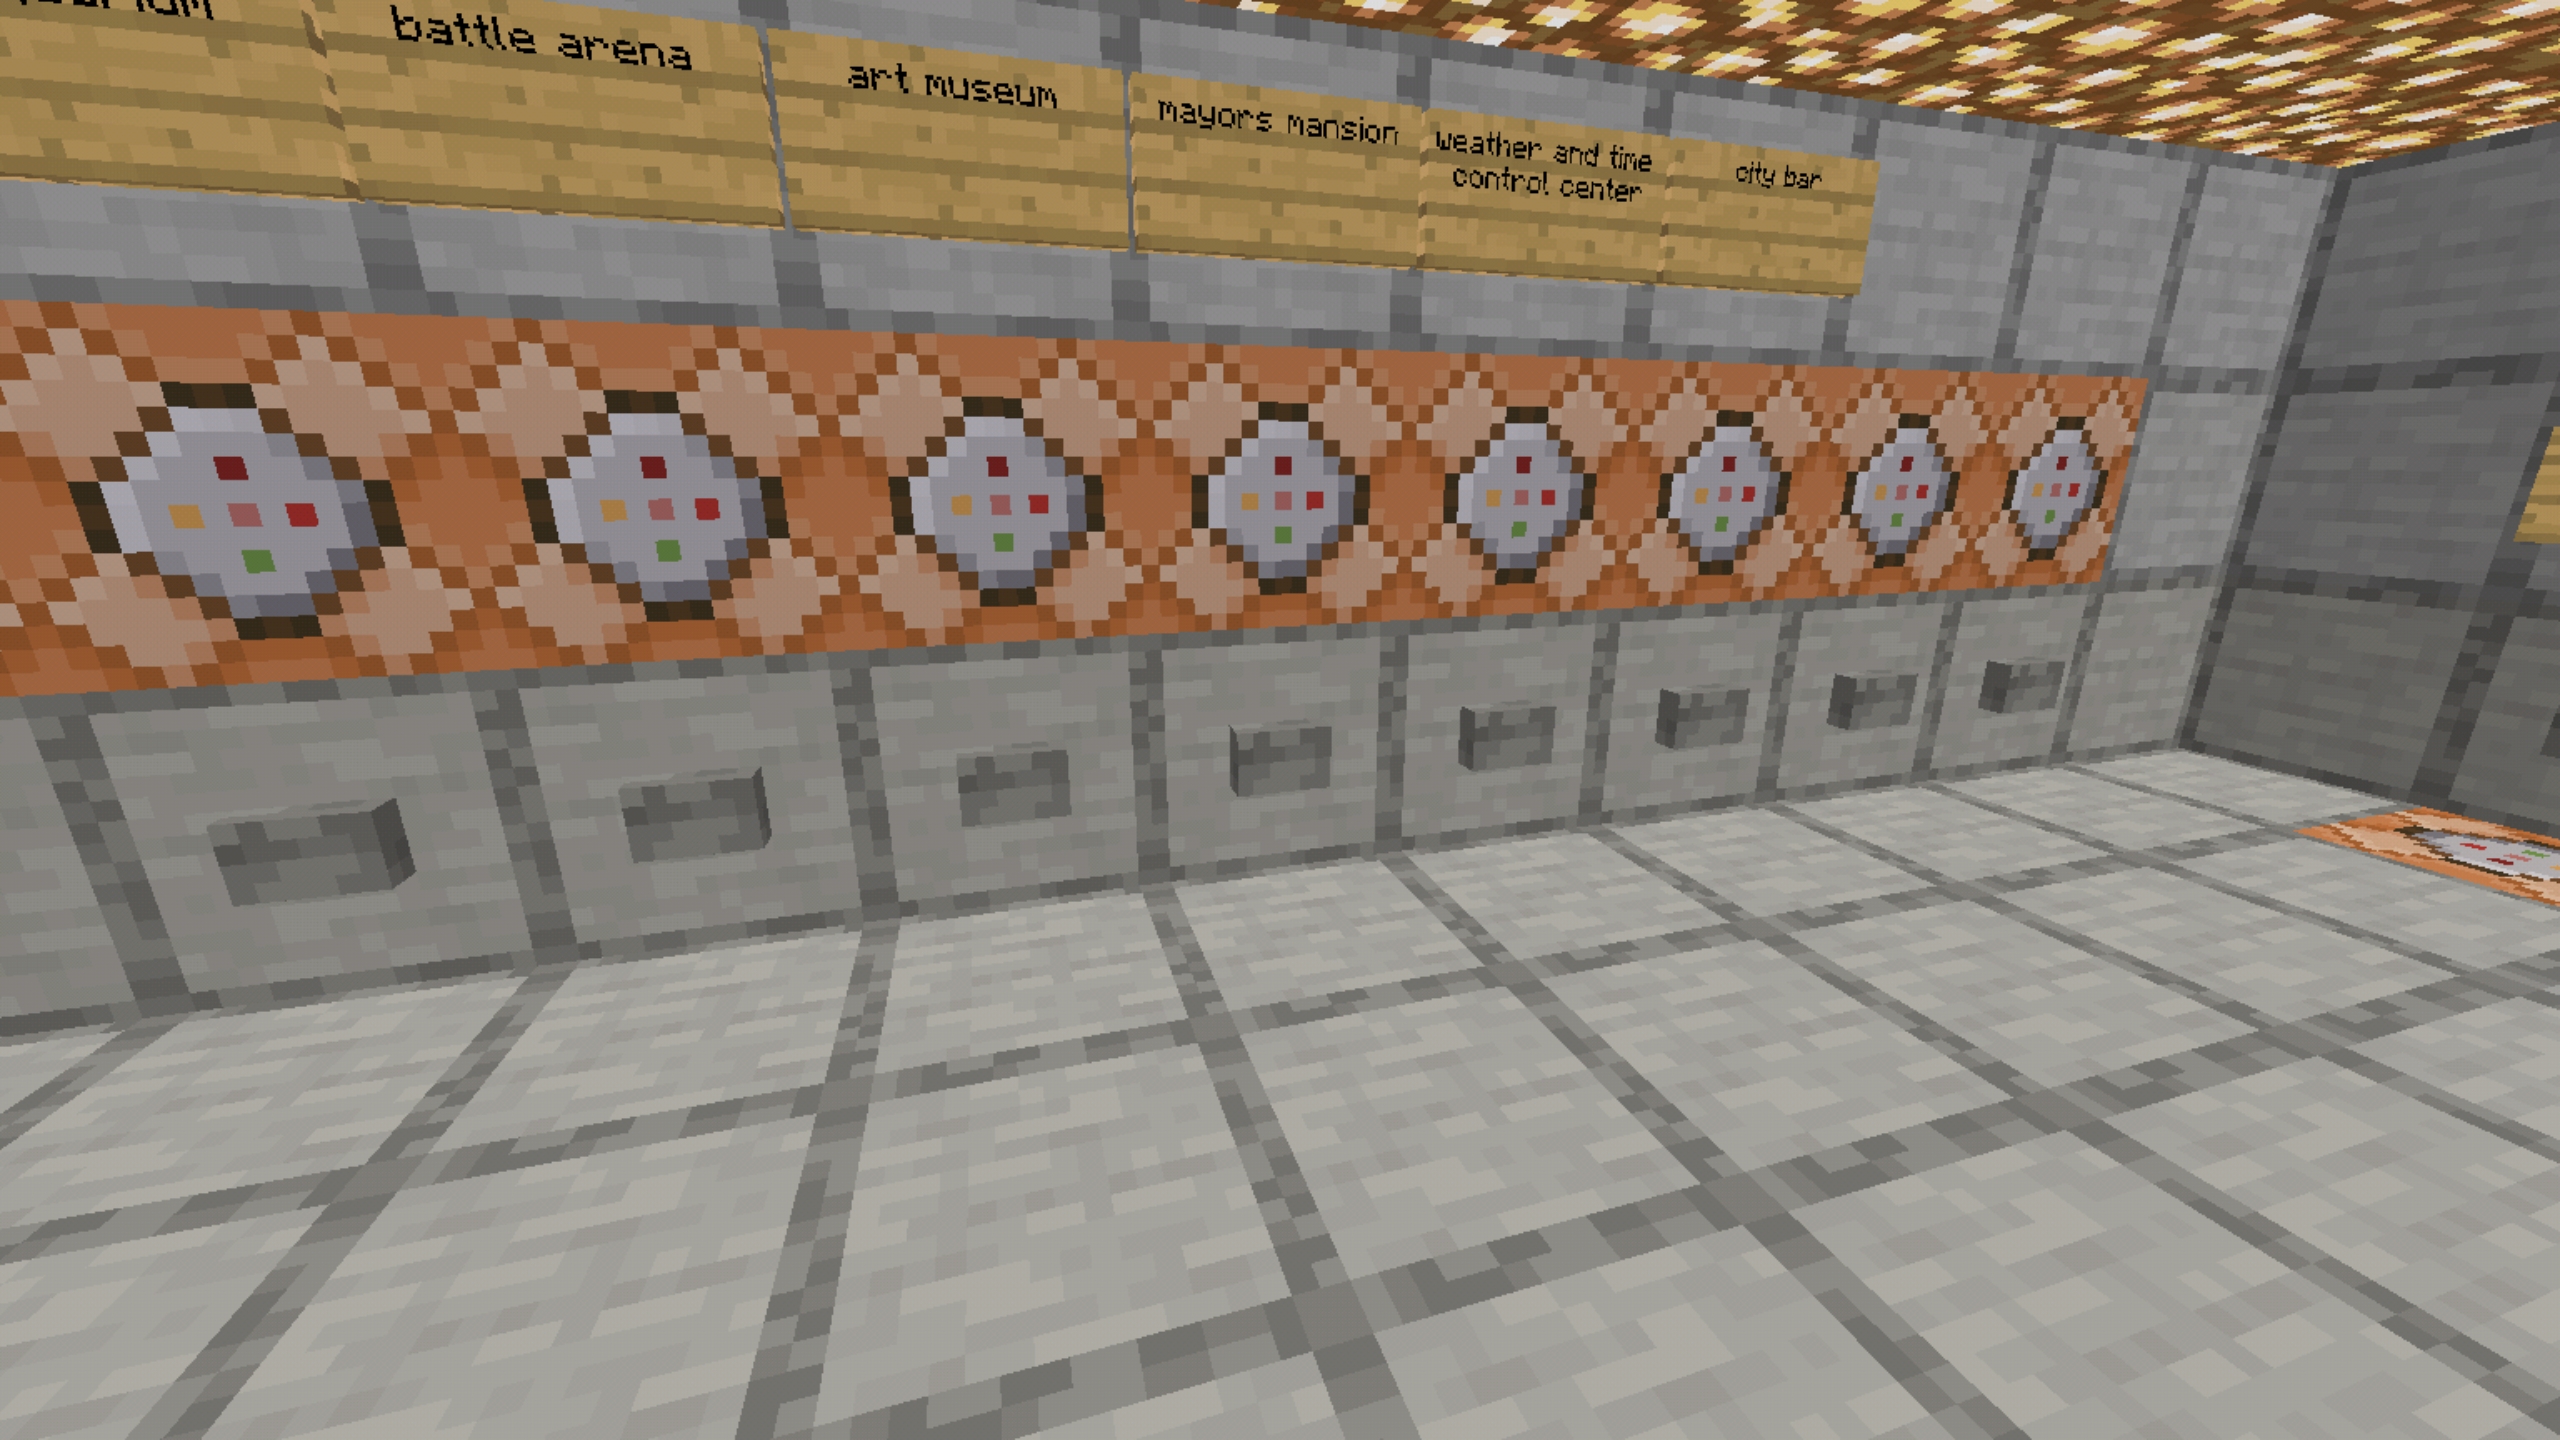 battle arena
art museum
mayors mansion
weather and time
control center
city bar